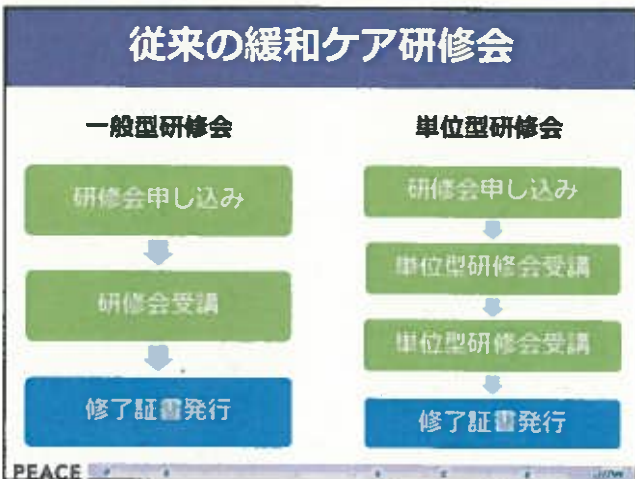 従来の緩和ケア研修会
一般型研修会
研修会申し込み
研修会受講
修了証書発行
単位型研修会
研修会申し込み
単位型研修会受講
単位型研修会受講
修了証書発行
PEACE